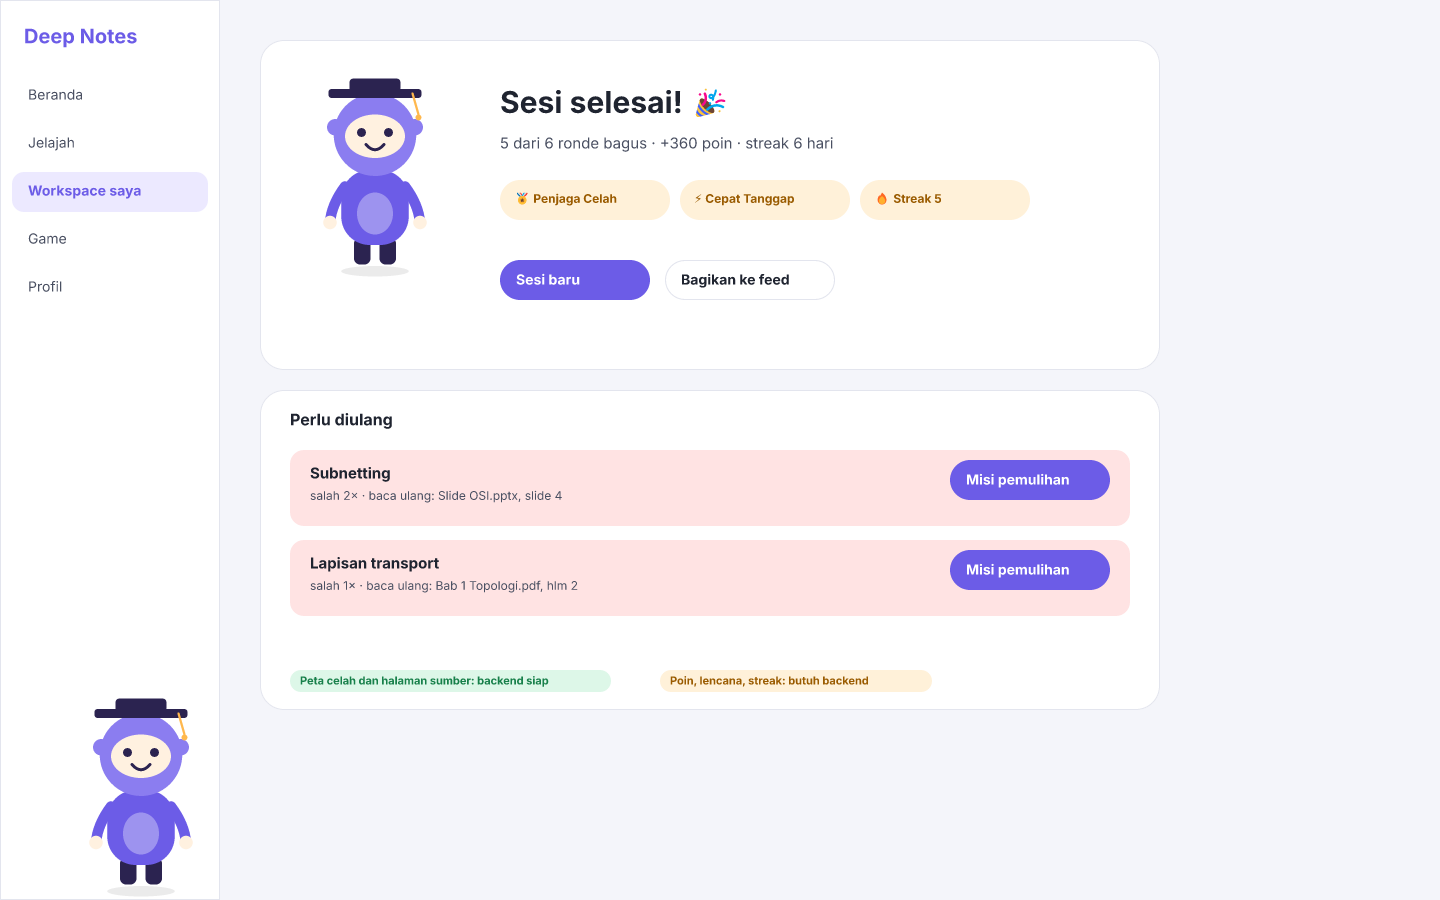 Deep Notes
Beranda
Jelajah
Workspace saya
Game
Profil
Sesi selesai! 🎉
5 dari 6 ronde bagus · +360 poin · streak 6 hari
🏅 Penjaga Celah
⚡ Cepat Tanggap
🔥 Streak 5
Sesi baru
Bagikan ke feed
Perlu diulang
Subnetting
salah 2× · baca ulang: Slide OSI.pptx, slide 4
Misi pemulihan
Lapisan transport
salah 1× · baca ulang: Bab 1 Topologi.pdf, hlm 2
Misi pemulihan
Peta celah dan halaman sumber: backend siap
Poin, lencana, streak: butuh backend